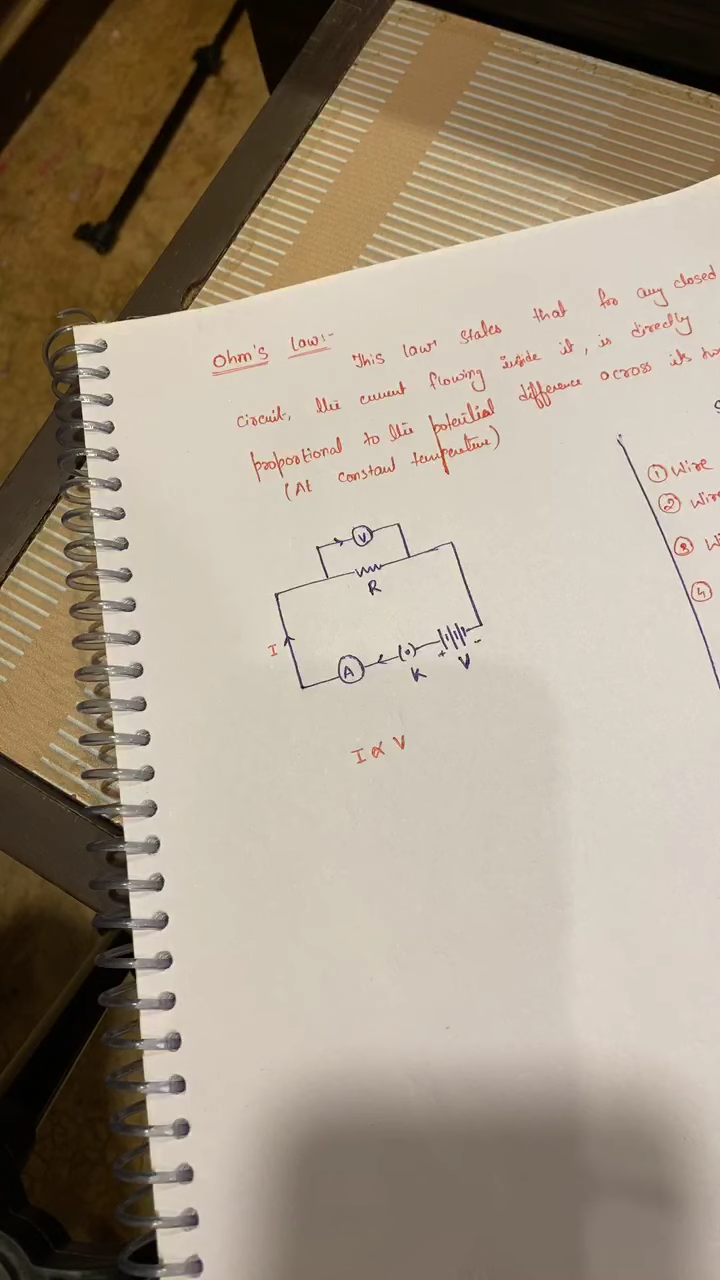 Ohm's Law:-
This law states that for any closed
circuit, the current flowing inside it, is directly
proportional to the potential difference across its
(At constant temperature)
V
R
I
A
K
+
V
-
I ∝ V
① Wire
②
③
④